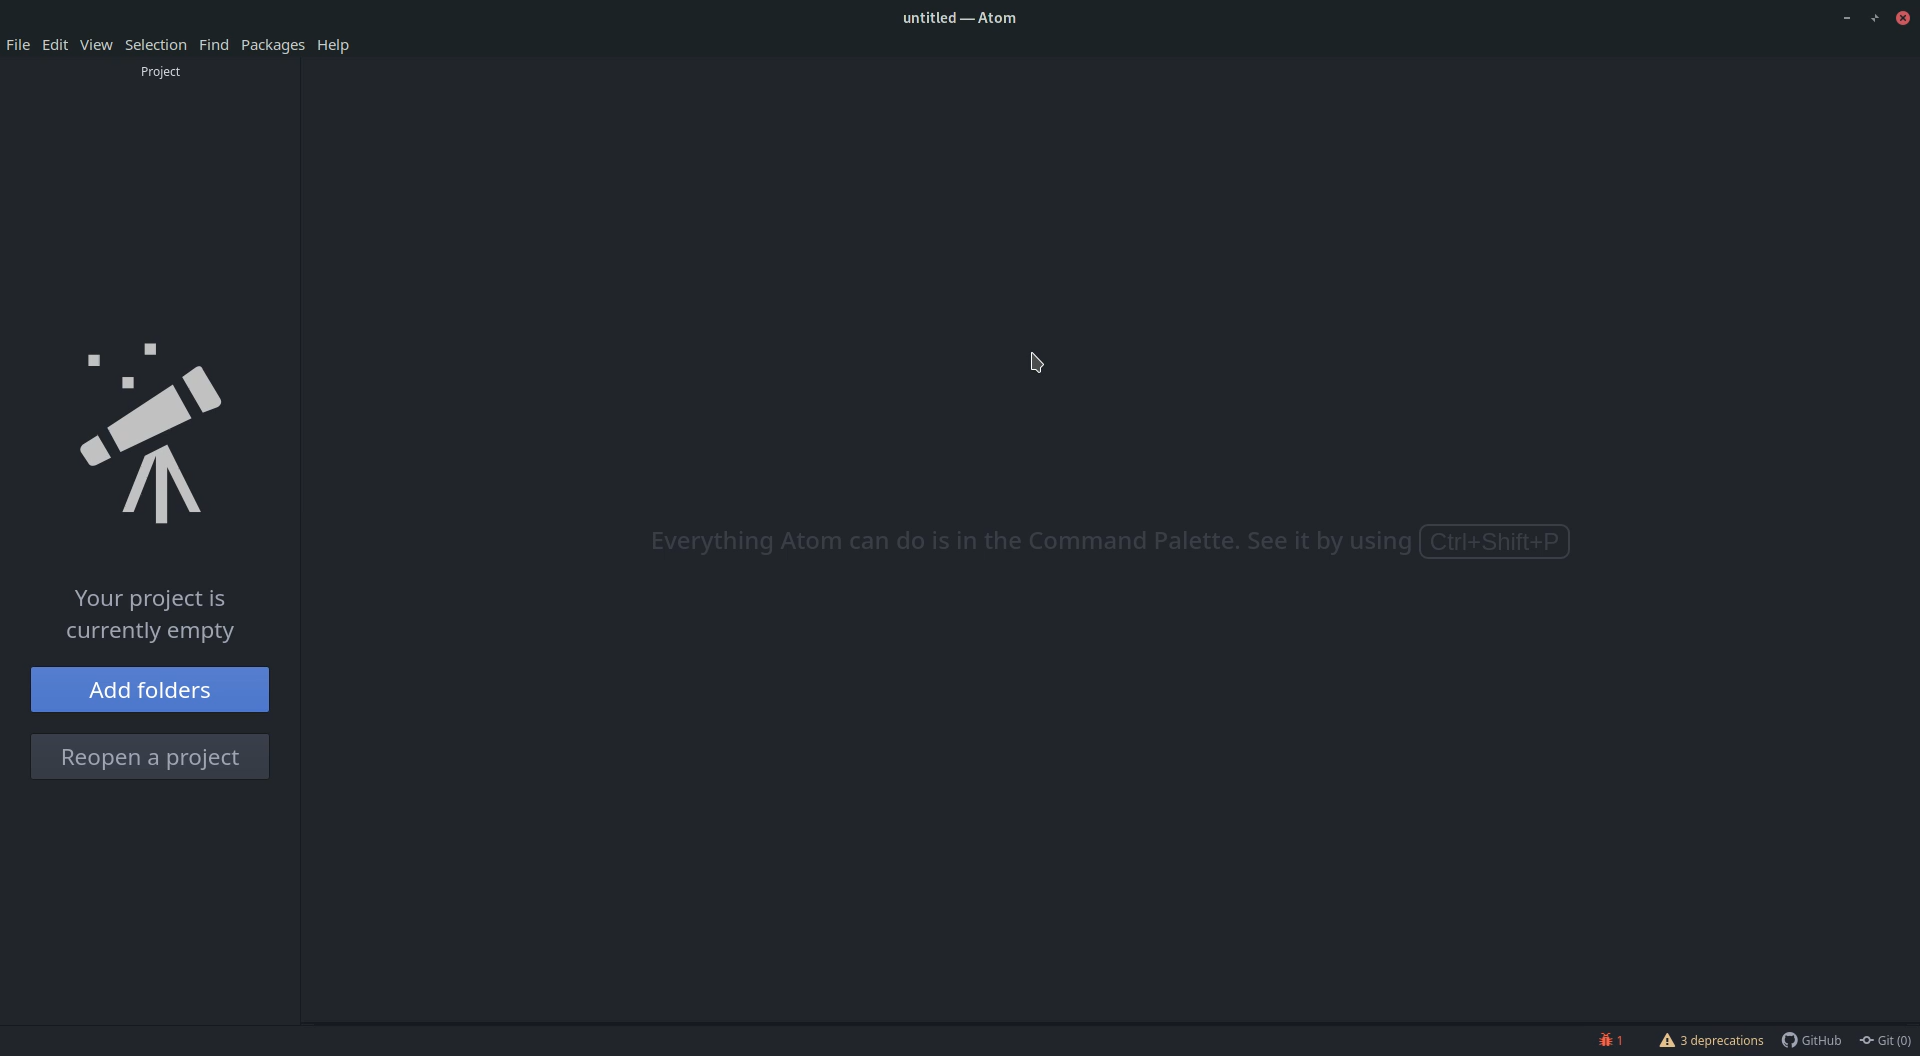 untitled — Atom
File Edit View Selection Find Packages Help
Project
Everything Atom can do is in the Command Palette. See it by using Ctrl+Shift+P
Your project is
currently empty
Add folders
Reopen a project
1 3 deprecations GitHub Git (0)